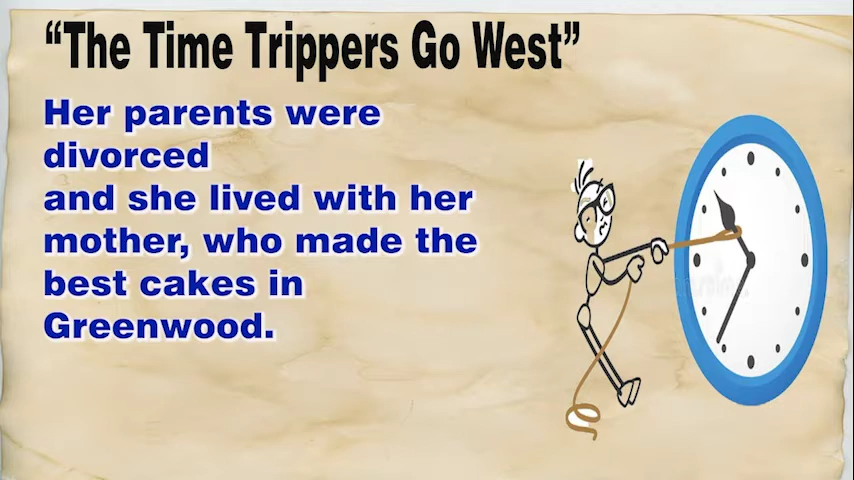 “The Time Trippers Go West”
Her parents were
divorced
and she lived with her
mother, who made the
best cakes in
Greenwood.